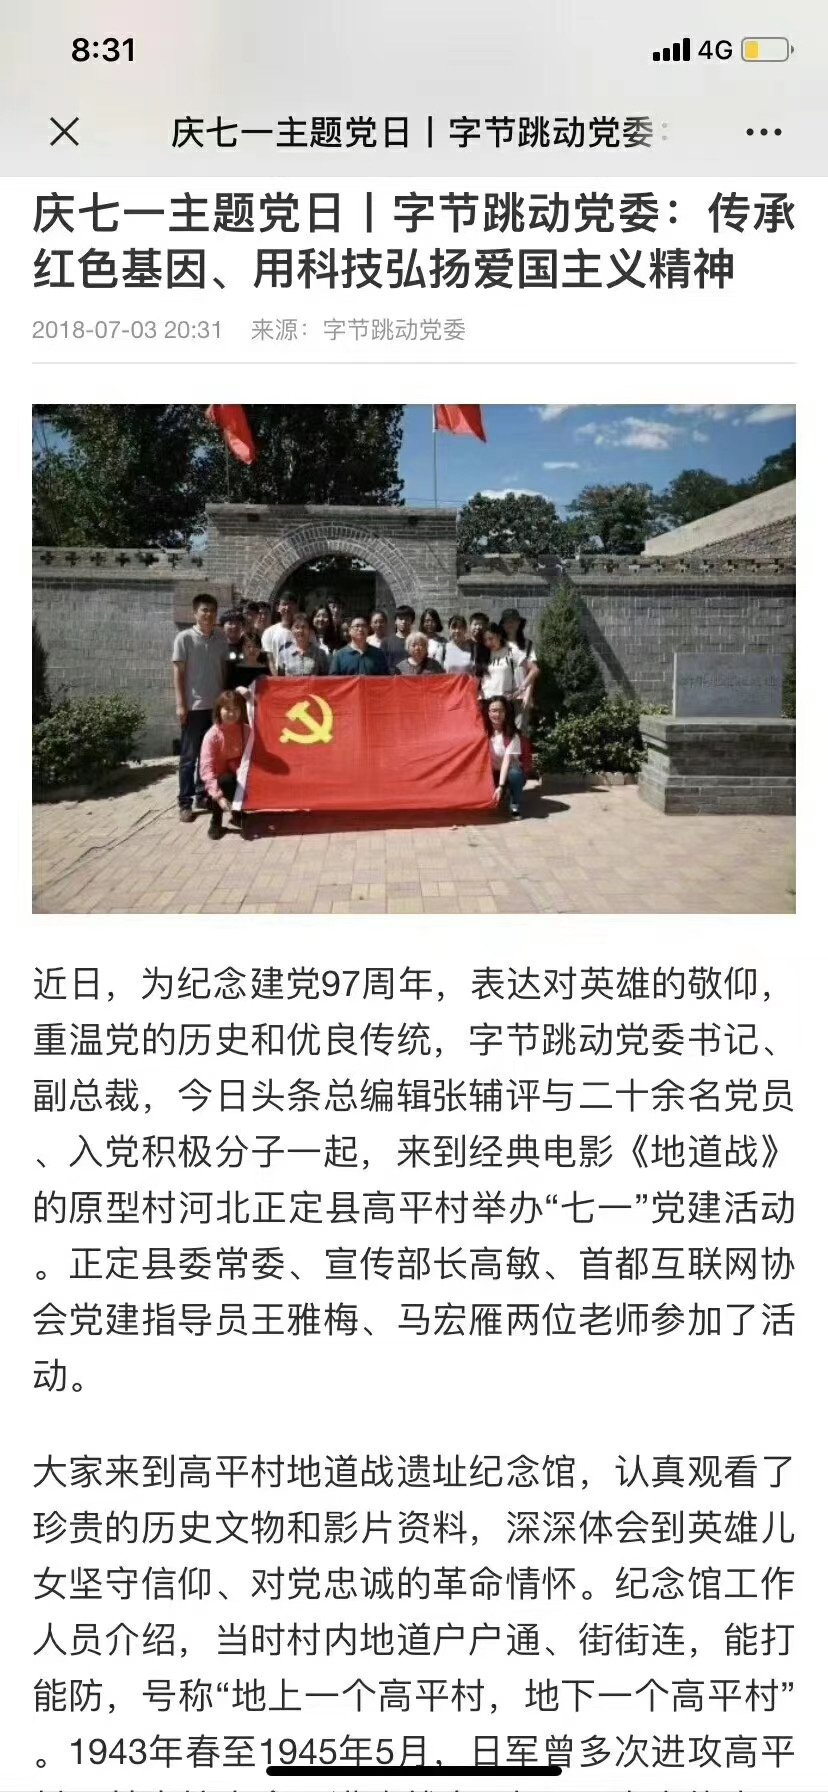 8:31
4G
庆七一主题党日丨字节跳动党委：
庆七一主题党日丨字节跳动党委：传承
红色基因、用科技弘扬爱国主义精神
2018-07-03 20:31 来源：字节跳动党委
近日，为纪念建党97周年，表达对英雄的敬仰，
重温党的历史和优良传统，字节跳动党委书记、
副总裁，今日头条总编辑张辅评与二十余名党员
、入党积极分子一起，来到经典电影《地道战》
的原型村河北正定县高平村举办“七一”党建活动
。正定县委常委、宣传部长高敏、首都互联网协
会党建指导员王雅梅、马宏雁两位老师参加了活
动。
大家来到高平村地道战遗址纪念馆，认真观看了
珍贵的历史文物和影片资料，深深体会到英雄儿
女坚守信仰、对党忠诚的革命情怀。纪念馆工作
人员介绍，当时村内地道户户通、街街连，能打
能防，号称“地上一个高平村，地下一个高平村”
。1943年春至1945年5月，日军曾多次进攻高平